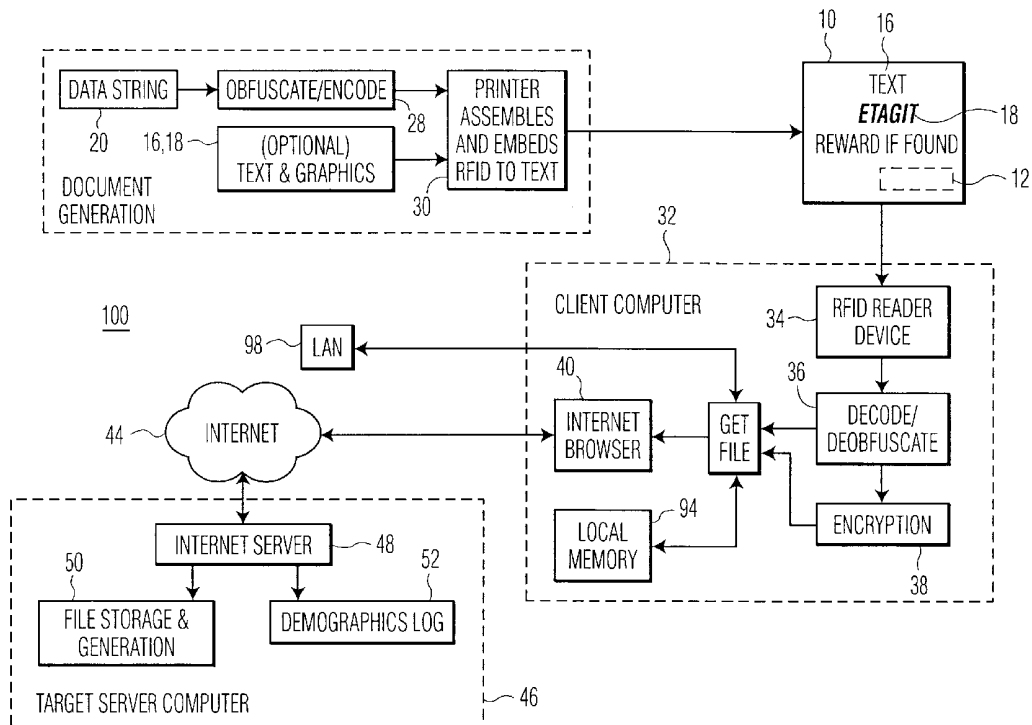 DATA STRING
20
OBFUSCATE/ENCODE
28
16,18
(OPTIONAL)
TEXT & GRAPHICS
PRINTER
ASSEMBLES
AND EMBEDS
RFID TO TEXT
30
DOCUMENT
GENERATION
10
16
TEXT
ETAGIT
18
REWARD IF FOUND
12
32
CLIENT COMPUTER
34
RFID READER
DEVICE
36
DECODE/
DEOBFUSCATE
ENCRYPTION
38
GET
FILE
40
INTERNET
BROWSER
LOCAL
MEMORY
94
100
98
LAN
44
INTERNET
INTERNET SERVER
48
50
FILE STORAGE &
GENERATION
52
DEMOGRAPHICS LOG
TARGET SERVER COMPUTER
46